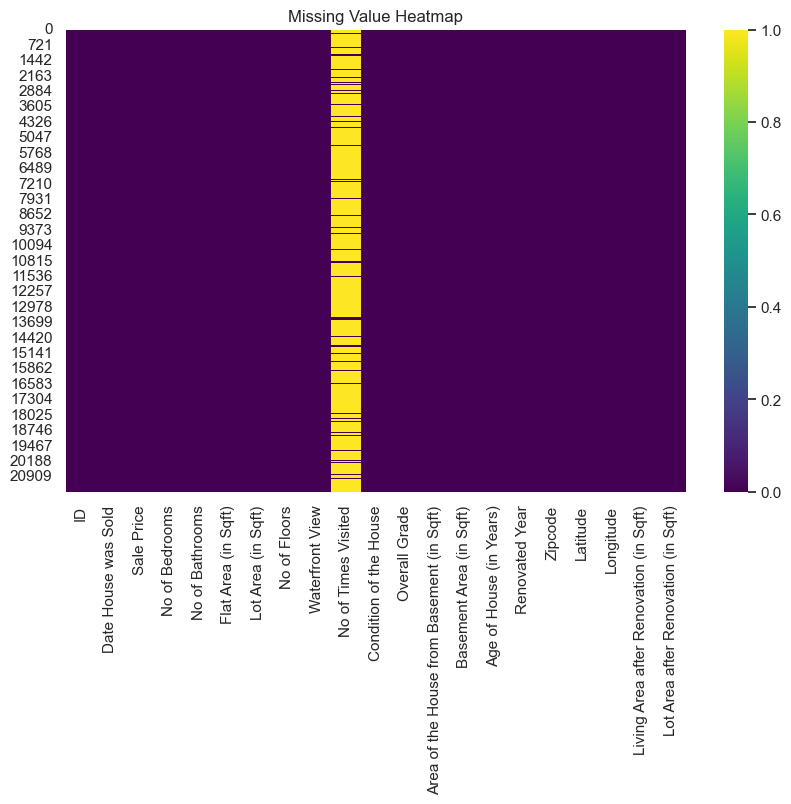 Missing Value Heatmap
0
721
1442
2163
2884
3605
4326
5047
5768
6489
7210
7931
8652
9373
10094
10815
11536
12257
12978
13699
14420
15141
15862
16583
17304
18025
18746
19467
20188
20909
1.0
0.8
0.6
0.4
0.2
0.0
ID
Date House was Sold
Sale Price
No of Bedrooms
No of Bathrooms
Flat Area (in Sqft)
Lot Area (in Sqft)
No of Floors
Waterfront View
No of Times Visited
Condition of the House
Overall Grade
Area of the House from Basement (in Sqft)
Basement Area (in Sqft)
Age of House (in Years)
Renovated Year
Zipcode
Latitude
Longitude
Living Area after Renovation (in Sqft)
Lot Area after Renovation (in Sqft)